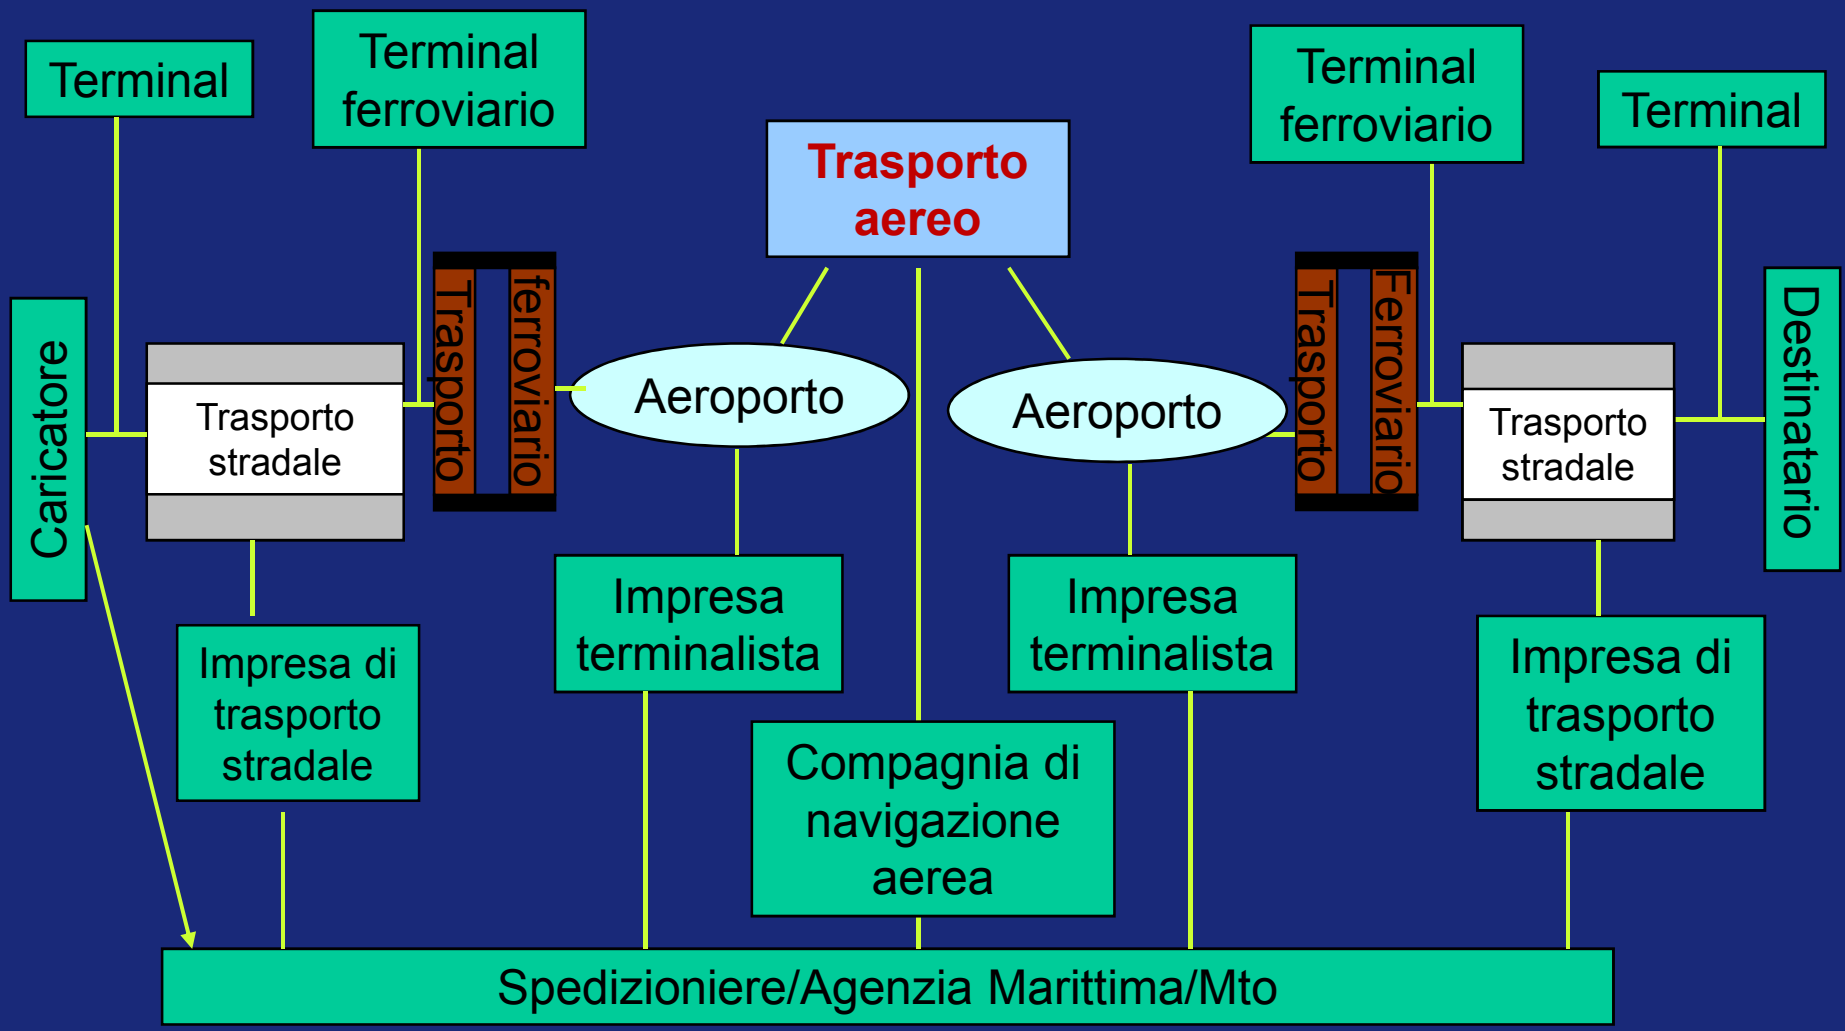 Terminal
Terminal
ferroviario
Trasporto
aereo
Terminal
ferroviario
Terminal
Caricatore
Trasporto
stradale
Trasporto
ferroviario
Aeroporto
Aeroporto
Trasporto
Ferroviario
Trasporto
stradale
Destinatario
Impresa di
trasporto
stradale
Impresa
terminalista
Compagnia di
navigazione
aerea
Impresa
terminalista
Impresa di
trasporto
stradale
Spedizioniere/Agenzia Marittima/Mto